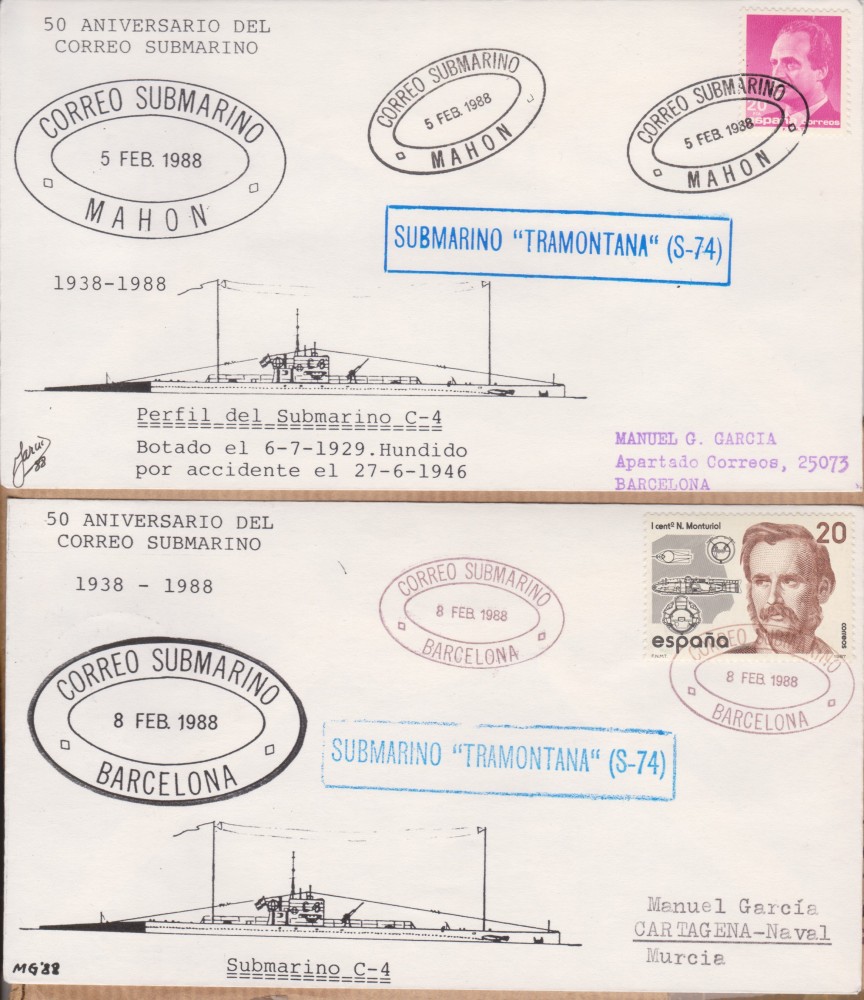 50 ANIVERSARIO DEL
CORREO SUBMARINO
CORREO SUBMARINO
5 FEB. 1988
MAHON
CORREO SUBMARINO
5 FEB. 1988
MAHON
20
españa correos
CORREO SUBMARINO
5 FEB. 1988
MAHON
SUBMARINO "TRAMONTANA" (S-74)
1938-1988
Perfil del Submarino C-4
Botado el 6-7-1929.Hundido
por accidente el 27-6-1946
88
MANUEL G. GARCIA
Apartado Correos, 25073
BARCELONA
50 ANIVERSARIO DEL
CORREO SUBMARINO
1938 - 1988
CORREO SUBMARINO
8 FEB. 1988
BARCELONA
CORREO SUBMARINO
8 FEB. 1988
BARCELONA
I centº N. Monturiol
20
españa
correos
CORREO SUBMARINO
8 FEB. 1988
BARCELONA
SUBMARINO "TRAMONTANA" (S-74)
Submarino C-4
MG'88
Manuel García
CARTAGENA-Naval
Murcia